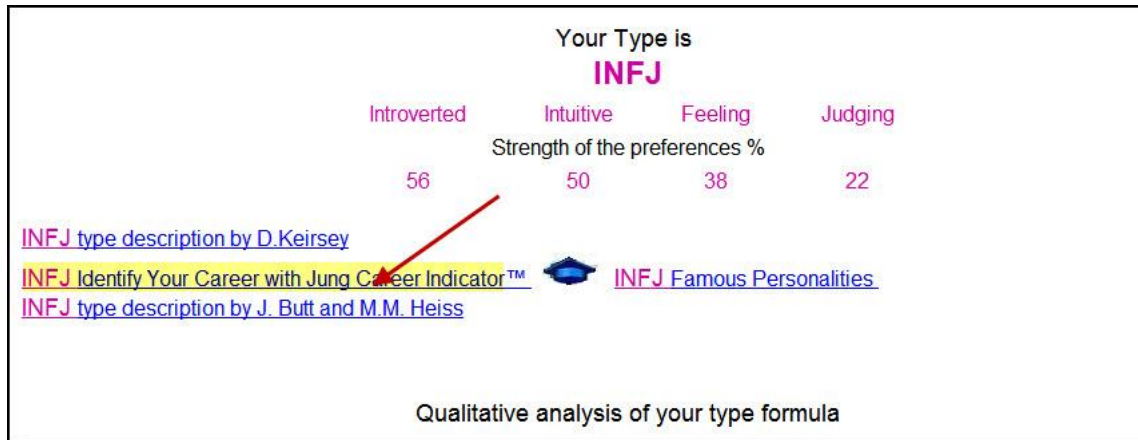 Your Type is
INFJ
Introverted Intuitive Feeling Judging
Strength of the preferences %
56 50 38 22
INFJ type description by D.Keirsey
INFJ Identify Your Career with Jung Career Indicator™ INFJ Famous Personalities
INFJ type description by J. Butt and M.M. Heiss
Qualitative analysis of your type formula